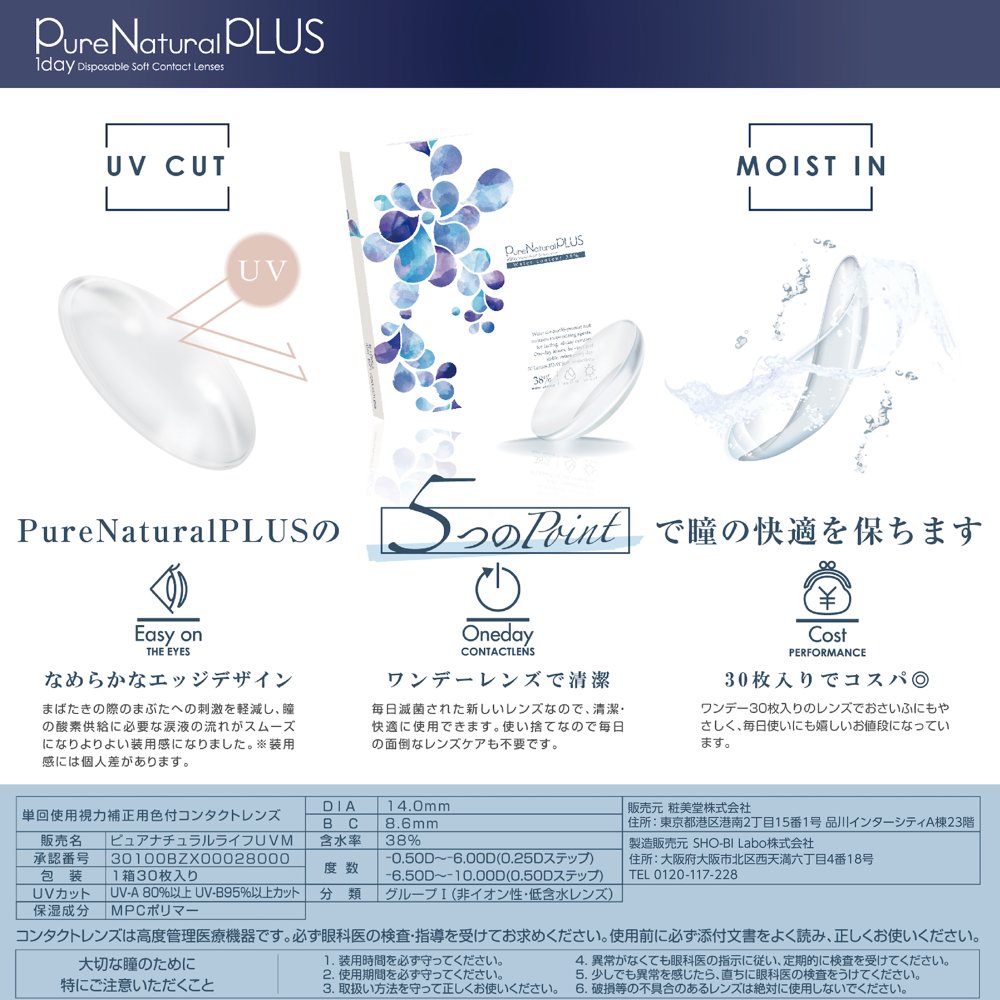 PureNaturalPLUS
1day Disposable Soft Contact Lenses
UV CUT
MOIST IN
UV
PureNaturalPLUS
Water content 38%
38%
PureNaturalPLUSの
5つのPoint
で瞳の快適を保ちます
Easy on
THE EYES
なめらかなエッジデザイン
まばたきの際のまぶたへの刺激を軽減し、瞳
の酸素供給に必要な涙液の流れがスムーズ
になりよりよい装用感になりました。※装用
感には個人差があります。
Oneday
CONTACTLENS
ワンデーレンズで清潔
毎日滅菌された新しいレンズなので、清潔・
快適に使用できます。使い捨てなので毎日
の面倒なレンズケアも不要です。
Cost
PERFORMANCE
30枚入りでコスパ◎
ワンデー30枚入りのレンズでおさいふにもや
さしく、毎日使いにも嬉しいお値段になってい
ます。
単回使用視力補正用色付コンタクトレンズ
販売名 ピュアナチュラルライフUVM
承認番号 30100BZX00028000
包 装 1箱30枚入り
UVカット UV-A 80%以上 UV-B95%以上カット
保湿成分 MPCポリマー
DIA 14.0mm
B C 8.6mm
含水率 38%
度 数 -0.50D～-6.00D(0.25Dステップ)
-6.50D～-10.00D(0.50Dステップ)
分 類 グループⅠ(非イオン性・低含水レンズ)
販売元 粧美堂株式会社
住所：東京都港区港南2丁目15番1号 品川インターシティA棟23階
製造販売元 SHO-BI Labo株式会社
住所：大阪府大阪市北区西天満六丁目4番18号
TEL 0120-117-228
コンタクトレンズは高度管理医療機器です。必ず眼科医の検査・指導を受けてお求めください。使用前に必ず添付文書をよく読み、正しくお使いください。
大切な瞳のために
特にご注意いただくこと
1. 装用時間を必ず守ってください。
2. 使用期間を必ず守ってください。
3. 取扱い方法を守って正しくお使いください。
4. 異常がなくても眼科医の指示に従い、定期的に検査を受けてください。
5. 少しでも異常を感じたら、直ちに眼科医の検査をうけてください。
6. 破損等の不具合のあるレンズは絶対に使用しないでください。